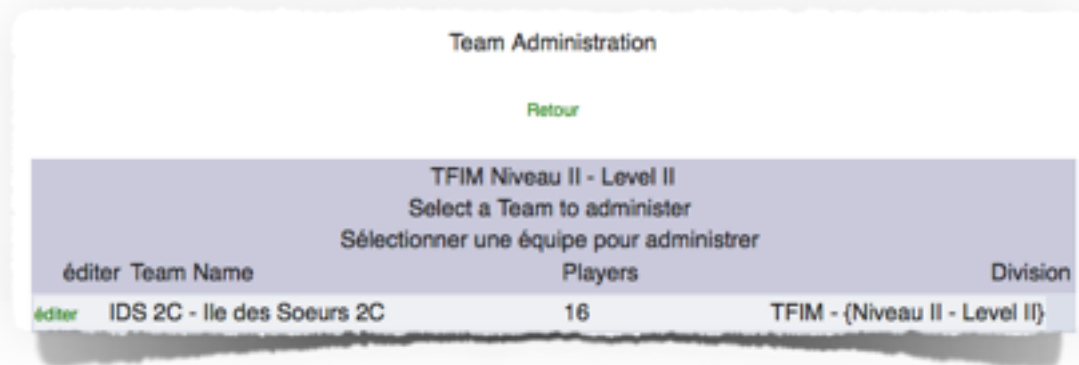 Team Administration
Retour
TFIM Niveau II - Level II
Select a Team to administer
Sélectionner une équipe pour administrer
éditer Team Name Players Division
éditer IDS 2C - Ile des Soeurs 2C 16 TFIM - {Niveau II - Level II}